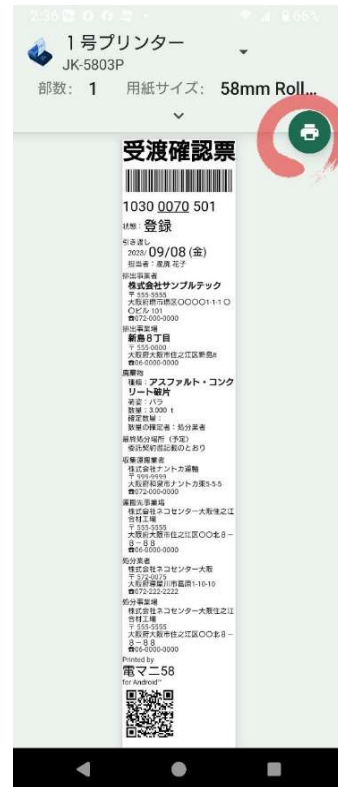 2:36
66%
1号プリンター
JK-5803P
部数: 1 用紙サイズ: 58mm Roll...
受渡確認票
1030 0070 501
状態：登録
引き渡し
2023/ 09/08 (金)
担当者：産廃 花子
排出事業者
株式会社サンプルテック
〒 555-5555
大阪府堺市堺区〇〇〇〇1-1-1 〇
〇ビル 101
☎072-000-0000
排出事業場
新島８丁目
〒 555-0000
大阪府大阪市住之江区新島8
☎06-0000-0000
廃棄物
種類：アスファルト・コンク
リート破片
荷姿：バラ
数量：3.000 t
確定数量：
数量の確定者：処分業者
最終処分場所（予定）
委託契約書記載のとおり
収集運搬業者
株式会社ナントカ運輸
〒 599-9999
大阪府和泉市ナントカ東5-5-5
☎072-000-0000
運搬先事業場
株式会社ネコセンター大阪住之江
合材工場
〒 555-5555
大阪府大阪市住之江区〇〇北８－
８－８８
☎06-0000-0000
処分業者
株式会社ネコセンター大阪
〒 572-0975
大阪府寝屋川市葛原1-10-10
☎072-222-2222
処分事業場
株式会社ネコセンター大阪住之江
合材工場
〒 555-5555
大阪府大阪市住之江区〇〇北８－
８－８８
☎06-0000-0000
Printed by
電マニ58
for Android™